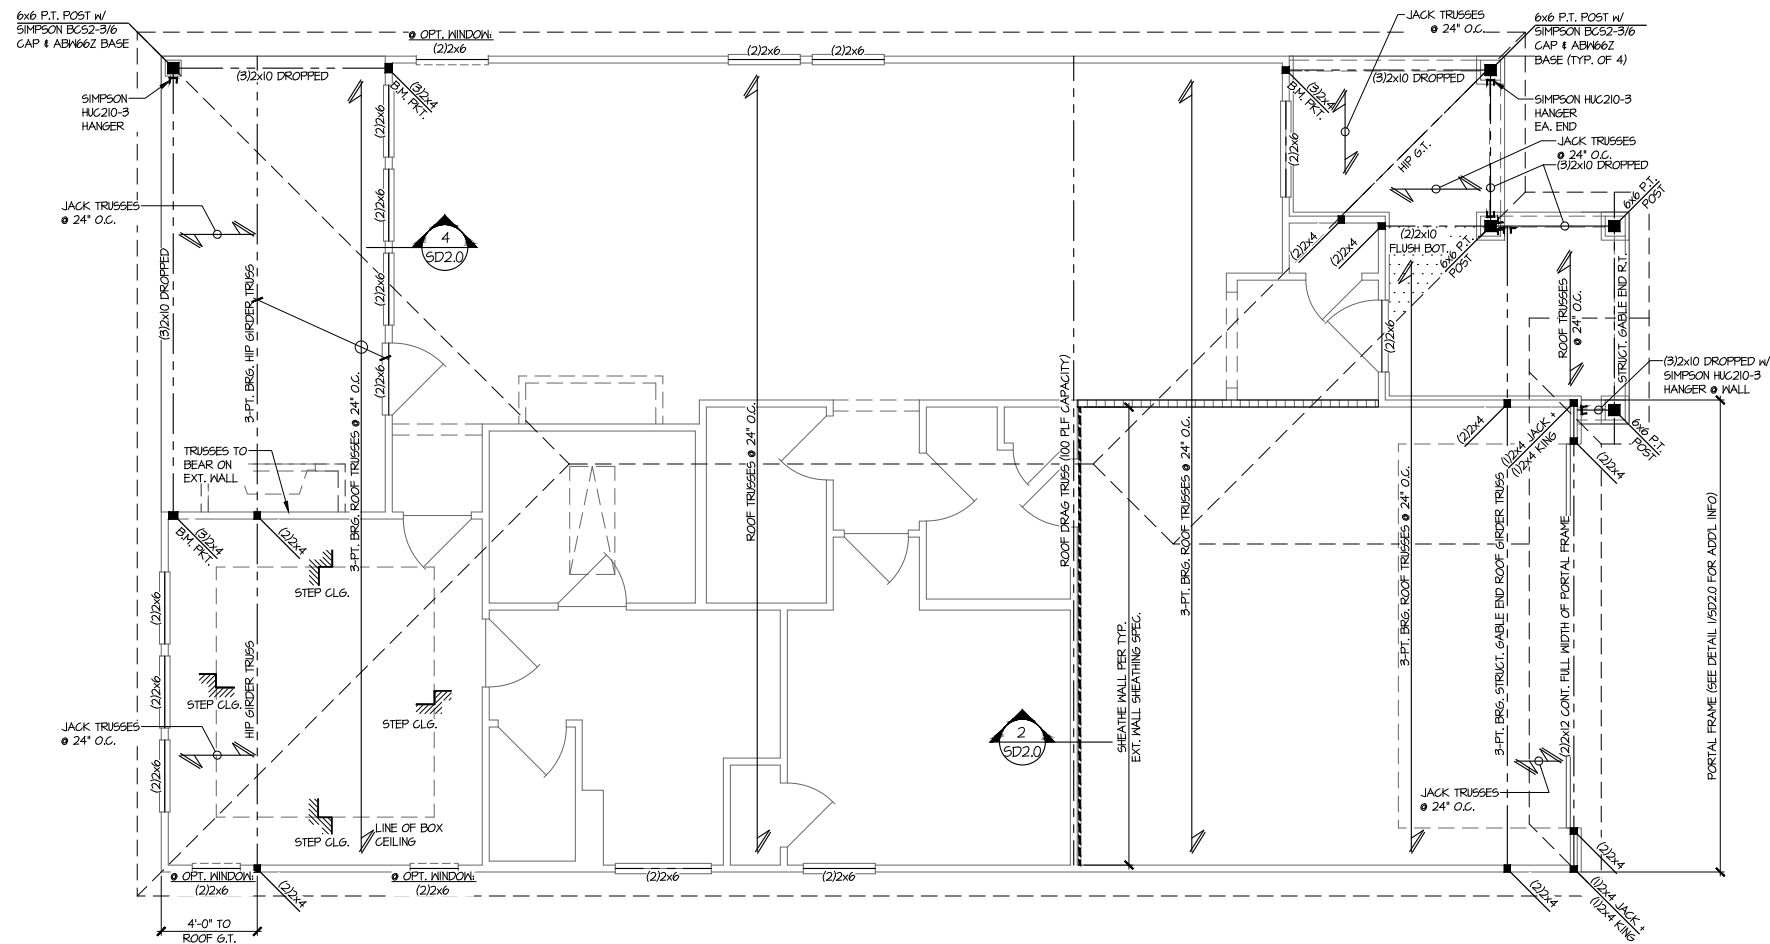 6x6 P.T. POST W/
SIMPSON BCS2-3/6
CAP & ABW66Z BASE
@ OPT. WINDOW:
(2)2x6
(2)2x6
(2)2x6
JACK TRUSSES
@ 24" O.C.
6x6 P.T. POST W/
SIMPSON BCS2-3/6
CAP & ABW66Z
BASE (TYP. OF 4)
(3)2x10 DROPPED
(3)2x10 DROPPED
SIMPSON
HUC210-3
HANGER
(3)2x4
B.M. PKT.
(3)2x4
B.M. PKT.
SIMPSON HUC210-3
HANGER
EA. END
JACK TRUSSES
@ 24" O.C.
(3)2x10 DROPPED
(2)2x6
(2)2x6
(2)2x6
(2)2x6
(2)2x6
HIP G.T.
6x6 P.T.
POST
JACK TRUSSES
@ 24" O.C.
4
SD2.0
(2)2x4
(2)2x4
(2)2x10
FLUSH BOT.
6x6 P.T.
POST
(3)2x10 DROPPED
3-PT. BRG. HIP GIRDER TRUSS
3-PT. BRG. ROOF TRUSSES @ 24" O.C.
ROOF TRUSSES @ 24" O.C.
ROOF DRAG TRUSS (100 PLF CAPACITY)
3-PT. BRG. ROOF TRUSSES @ 24" O.C.
(2)2x6
ROOF TRUSSES
@ 24" O.C.
STRUCT. GABLE END R.T.
(3)2x10 DROPPED W/
SIMPSON HUC210-3
HANGER @ WALL
TRUSSES TO
BEAR ON
EXT. WALL
(2)2x4
(1)2x4 JACK +
(1)2x4 KING
6x6 P.T.
POST
(2)2x4
(3)2x4
B.M. PKT.
(2)2x4
STEP CLG.
3-PT. BRG. ROOF TRUSSES @ 24" O.C.
3-PT. BRG. STRUCT. GABLE END ROOF GIRDER TRUSS
(2)2x12 CONT. FULL WIDTH OF PORTAL FRAME
PORTAL FRAME (SEE DETAIL 1/SD2.0 FOR ADD'L INFO)
(2)2x6
(2)2x6
(2)2x6
HIP GIRDER TRUSS
STEP CLG.
STEP CLG.
SHEATHE WALL PER TYP.
EXT. WALL SHEATHING SPEC.
JACK TRUSSES
@ 24" O.C.
2
SD2.0
JACK TRUSSES
@ 24" O.C.
STEP CLG.
LINE OF BOX
CEILING
@ OPT. WINDOW:
(2)2x6
@ OPT. WINDOW:
(2)2x6
(2)2x6
(2)2x6
(2)2x4
(2)2x4
(2)2x4
(1)2x4 JACK +
(1)2x4 KING
4'-0" TO
ROOF G.T.